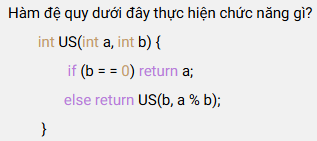 Hàm đệ quy dưới đây thực hiện chức năng gì?
int US(int a, int b) {
if (b = = 0) return a;
else return US(b, a % b);
}